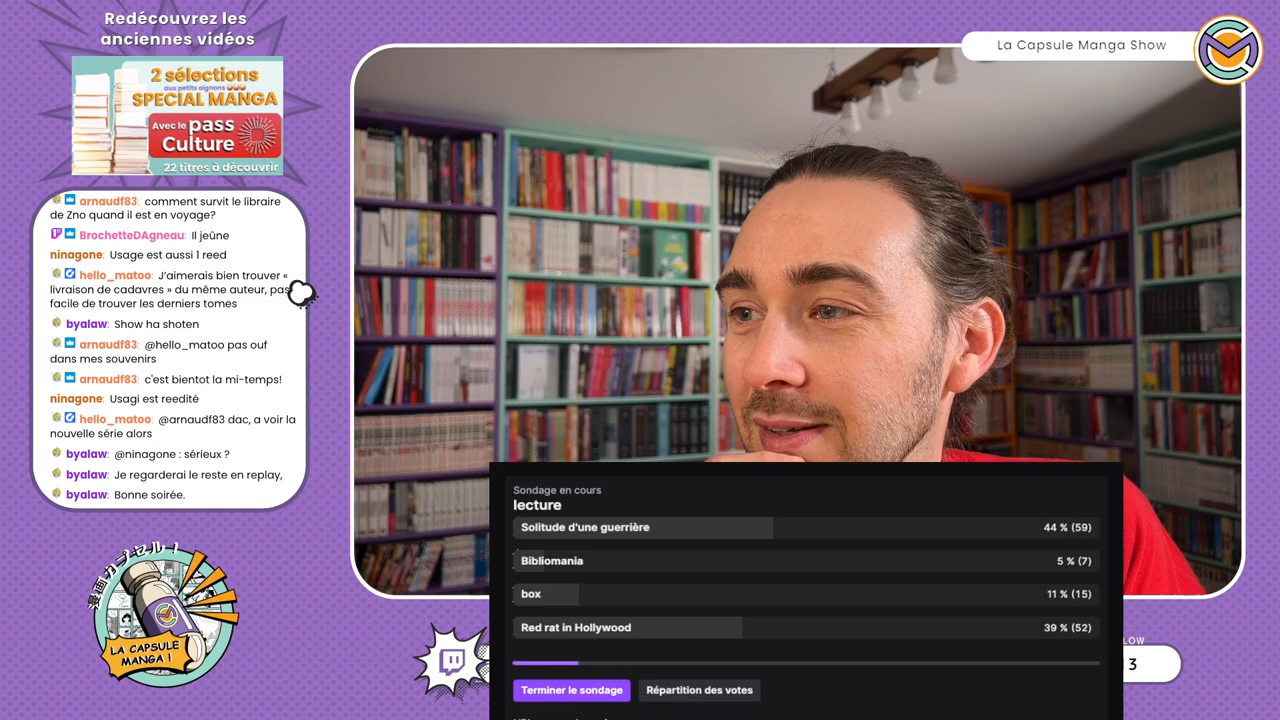 Redécouvrez les
anciennes vidéos
2 sélections
aux petits oignons
SPECIAL MANGA
Avec le pass
Culture
22 titres à découvrir
La Capsule Manga Show
arnaudf83: comment survit le libraire
de Zno quand il est en voyage?
BrochetteDAgneau: Il jeûne
ninagone: Usage est aussi 1 reed
hello_matoo: J'aimerais bien trouver «
livraison de cadavres » du même auteur, pas
facile de trouver les derniers tomes
byalaw: Show ha shoten
arnaudf83: @hello_matoo pas ouf
dans mes souvenirs
arnaudf83: c'est bientot la mi-temps!
ninagone: Usagi est reedité
hello_matoo: @arnaudf83 dac, a voir la
nouvelle série alors
byalaw: @ninagone : sérieux ?
byalaw: Je regarderai le reste en replay,
byalaw: Bonne soirée.
漫画カプセル!
LA CAPSULE
MANGA !
Sondage en cours
lecture
Solitude d'une guerrière 44 % (59)
Bibliomania 5 % (7)
box 11 % (15)
Red rat in Hollywood 39 % (52)
Terminer le sondage Répartition des votes
LOW
3